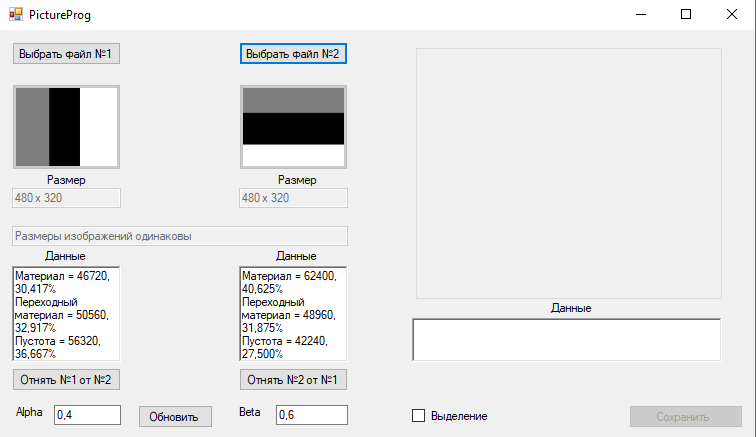 PictureProg
Выбрать файл №1
Выбрать файл №2
Размер
Размер
480 x 320
480 x 320
Размеры изображений одинаковы
Данные
Данные
Данные
Материал = 46720,
30,417%
Переходный
материал = 50560,
32,917%
Пустота = 56320,
36,667%
Материал = 62400,
40,625%
Переходный
материал = 48960,
31,875%
Пустота = 42240,
27,500%
Отнять №1 от №2
Отнять №2 от №1
Alpha
0,4
Обновить
Beta
0,6
Выделение
Сохранить